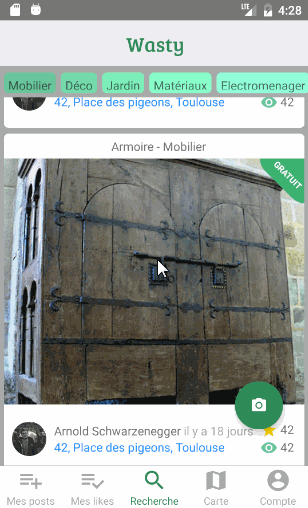 LTE 4:28
Wasty
Mobilier Déco Jardin Matériaux Electromenager
42, Place des pigeons, Toulouse 42
Armoire - Mobilier
GRATUIT
Arnold Schwarzenegger il y a 18 jours 42
42, Place des pigeons, Toulouse 42
Mes posts Mes likes Recherche Carte Compte